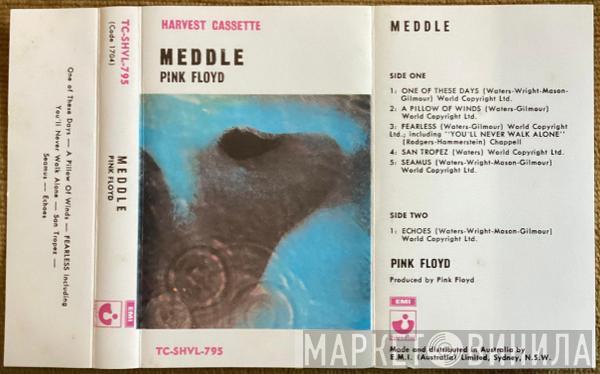 One of These Days — A Pillow Of Winds — FEARLESS including
You'll Never Walk Alone — San Tropez —
Seamus — Echoes
TC-SHVL-795
(Code 1704)
MEDDLE
PINK FLOYD
EMI
HARVEST CASSETTE
MEDDLE
PINK FLOYD
TC-SHVL-795
MEDDLE
SIDE ONE
1: ONE OF THESE DAYS (Waters-Wright-Mason-
Gilmour) World Copyright Ltd.
2: A PILLOW OF WINDS (Waters-Gilmour)
World Copyright Ltd.
3: FEARLESS (Waters-Gilmour) World Copyright
Ltd.; including "YOU'LL NEVER WALK ALONE"
(Rodgers-Hammerstein) Chappell
4: SAN TROPEZ (Waters) World Copyright Ltd.
5: SEAMUS (Waters-Wright-Mason-Gilmour)
World Copyright Ltd.
SIDE TWO
1: ECHOES (Waters-Wright-Mason-Gilmour)
World Copyright Ltd.
PINK FLOYD
Produced by Pink Floyd
EMI
Made and distributed in Australia by
E.M.I. (Australia) Limited, Sydney, N.S.W.
МАРКЕТ ВИНИЛА